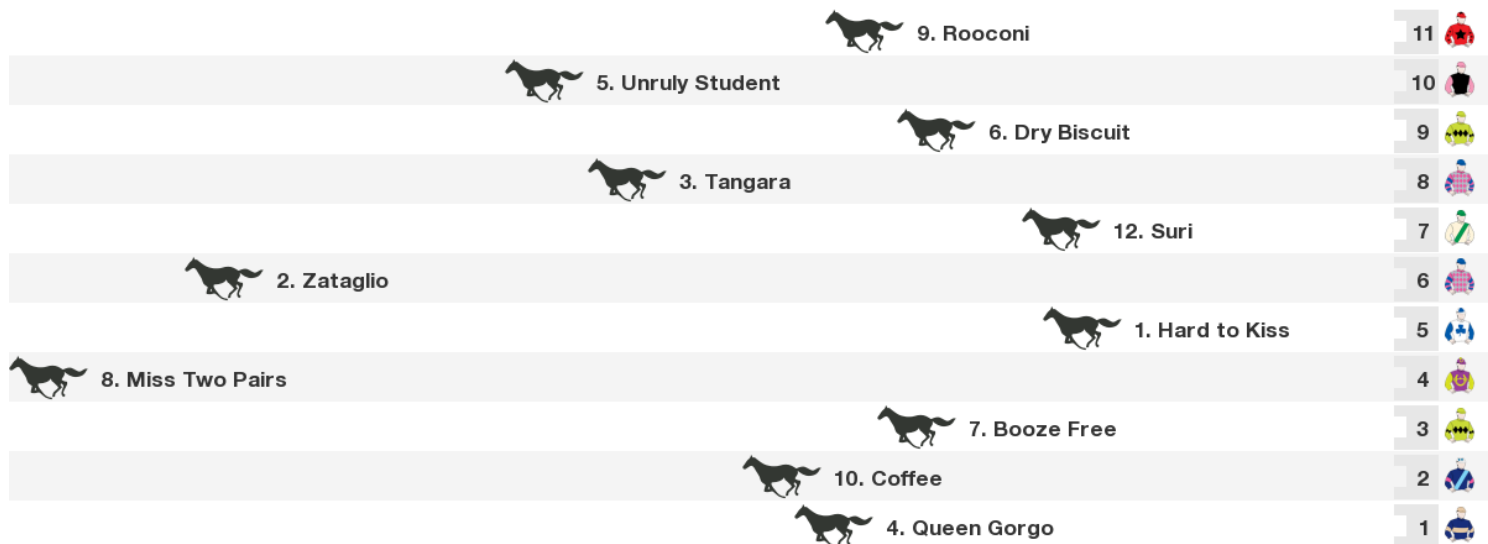 9. Rooconi 11
5. Unruly Student 10
6. Dry Biscuit 9
3. Tangara 8
12. Suri 7
2. Zataglio 6
1. Hard to Kiss 5
8. Miss Two Pairs 4
7. Booze Free 3
10. Coffee 2
4. Queen Gorgo 1